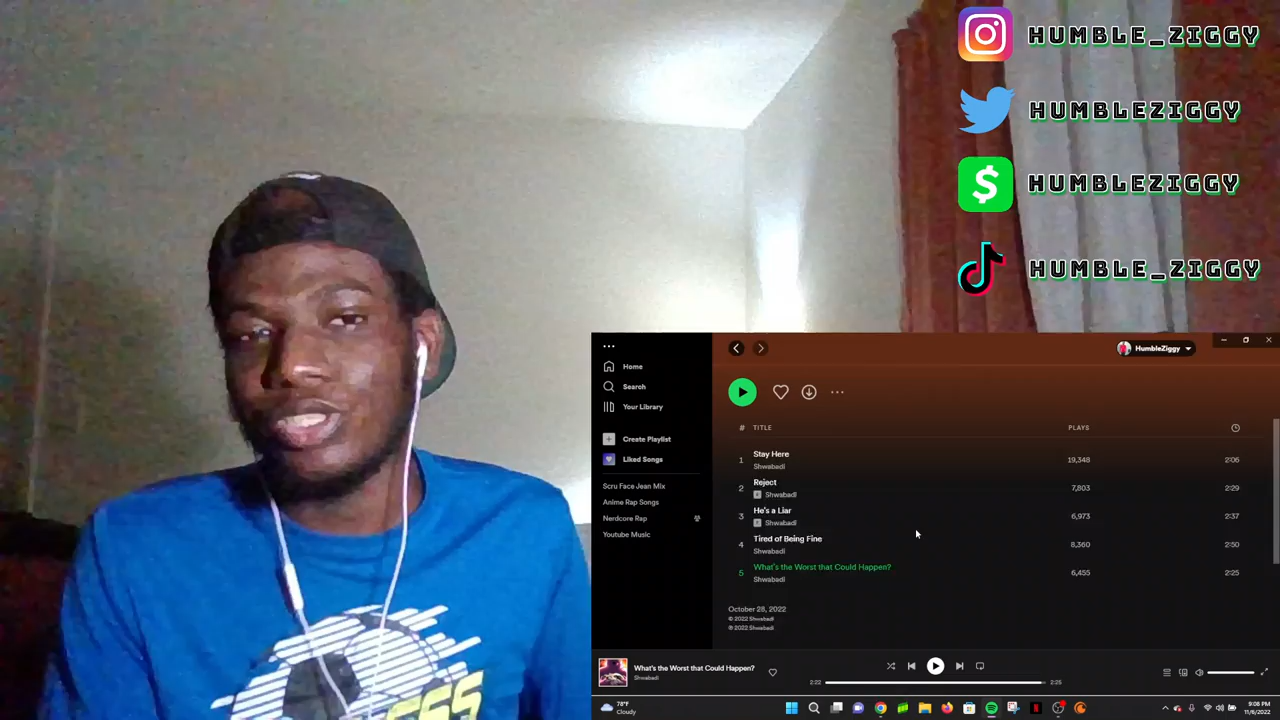 HUMBLE_ZIGGY
HUMBLEZIGGY
HUMBLEZIGGY
HUMBLE_ZIGGY
HumbleZiggy
Home
Search
Your Library
Create Playlist
Liked Songs
Scru Face Jean Mix
Anime Rap Songs
Nerdcore Rap
Youtube Music
# TITLE PLAYS
1 Stay Here 19,348 2:06
Shwabadi
2 Reject 7,803 2:29
E Shwabadi
3 He's a Liar 6,973 2:37
E Shwabadi
4 Tired of Being Fine 8,360 2:50
Shwabadi
5 What's the Worst that Could Happen? 6,455 2:25
Shwabadi
October 28, 2022
© 2022 Shwabadi
℗ 2022 Shwabadi
What's the Worst that Could Happen?
Shwabadi
2:22 2:25
78°F
Cloudy
9:08 PM
11/6/2022